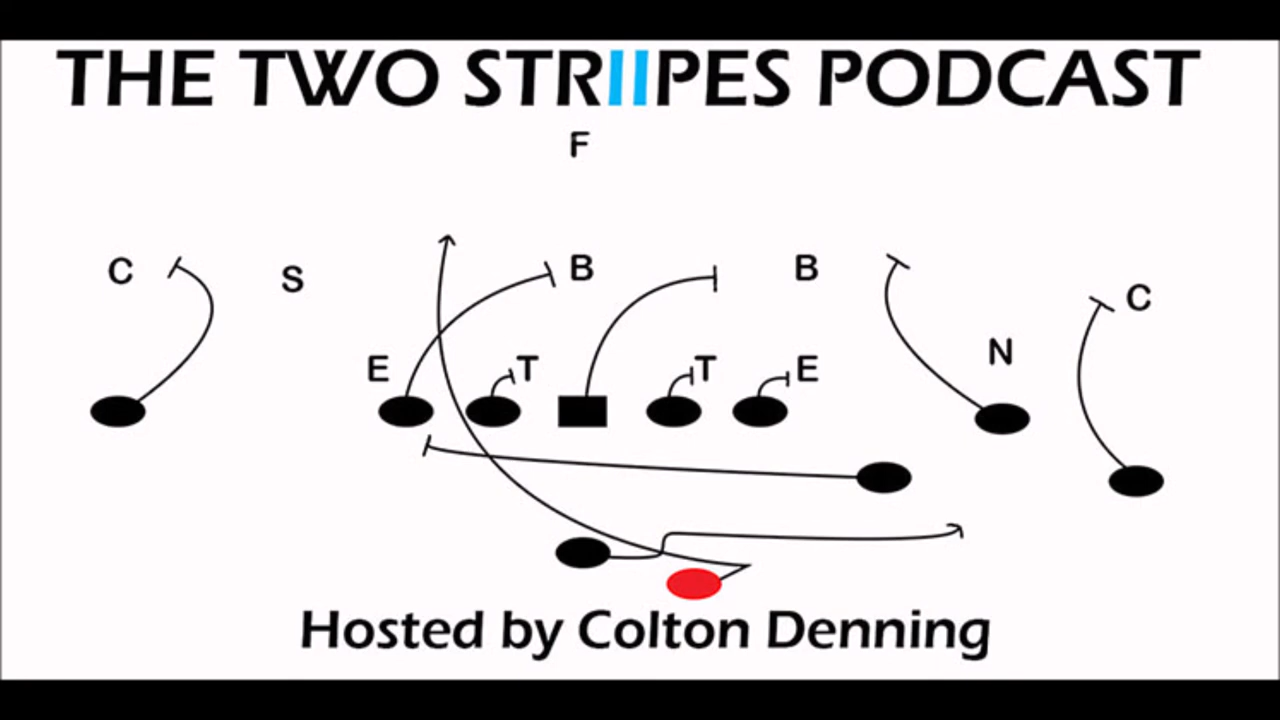 THE TWO STRIIPES PODCAST
F
C S B B C
E T T E N
Hosted by Colton Denning